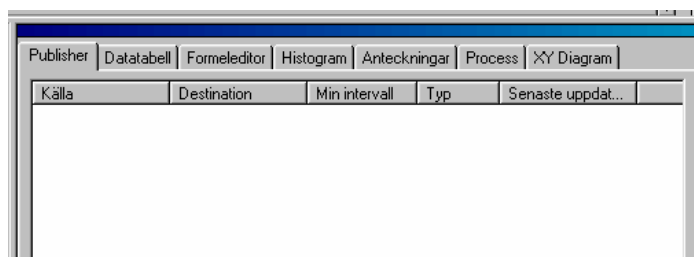 Publisher Datatabell Formeleditor Histogram Anteckningar Process XY Diagram
Källa Destination Min intervall Typ Senaste uppdat...